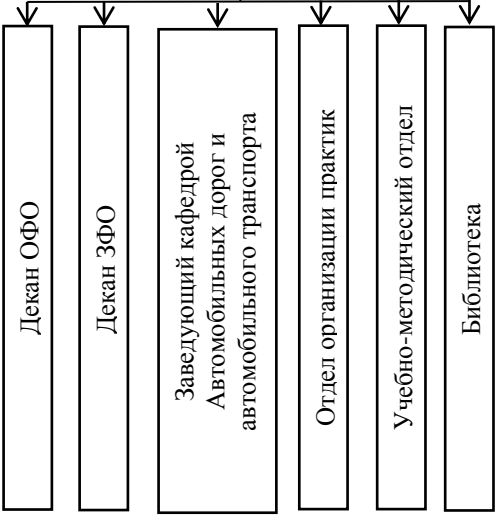 Декан ОФО
Декан ЗФО
Заведующий кафедрой
Автомобильных дорог и
автомобильного транспорта
Отдел организации практик
Учебно-методический отдел
Библиотека